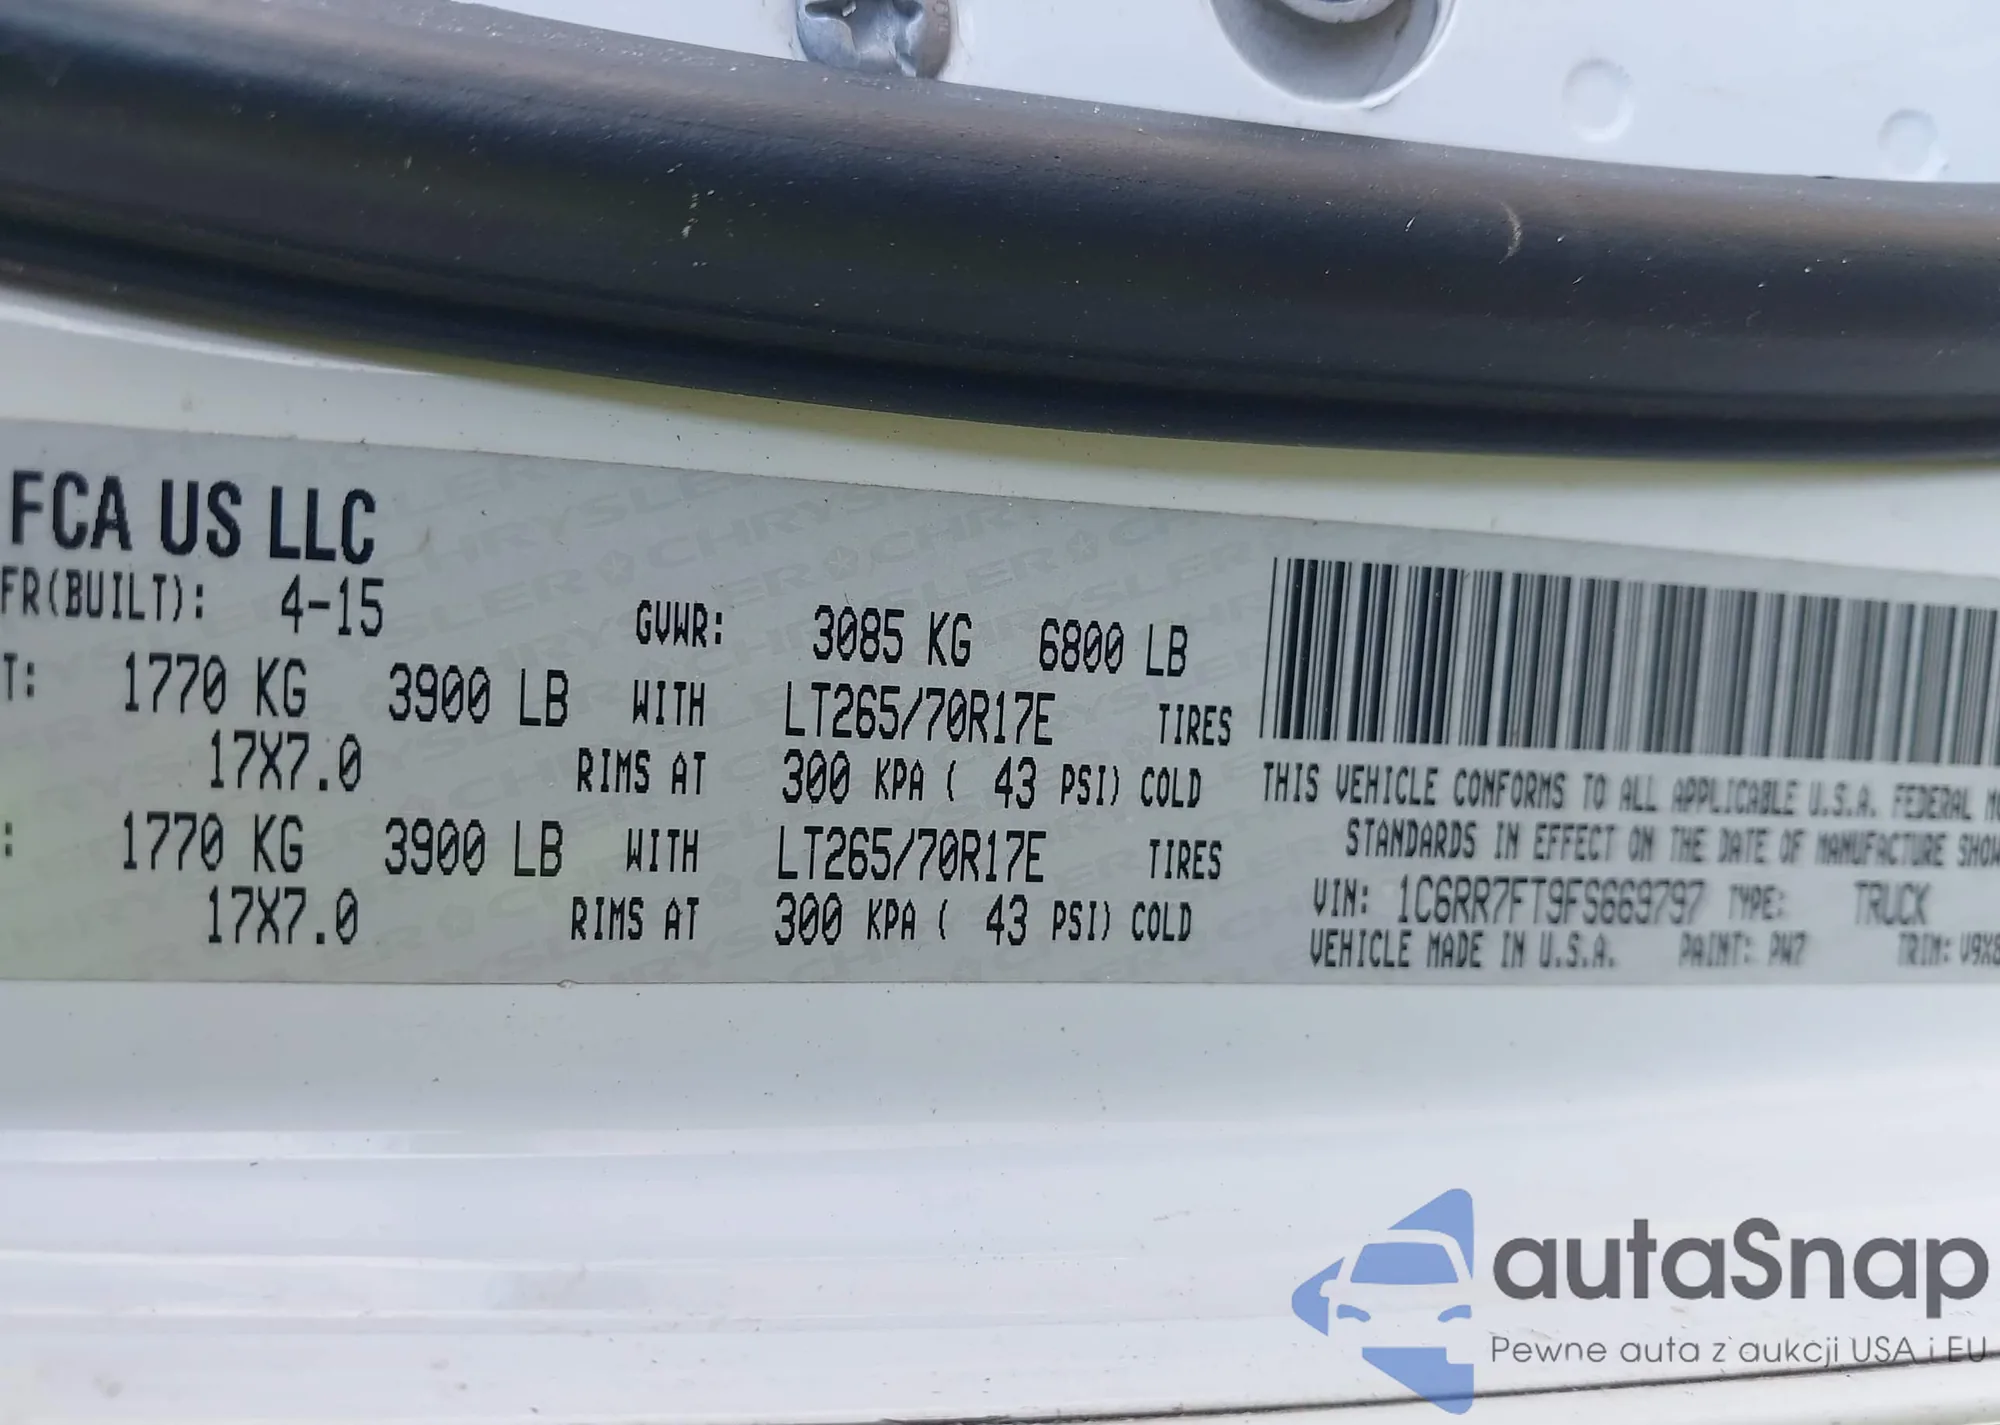 FCA US LLC
FR(BUILT): 4-15 GVWR: 3085 KG 6800 LB
T: 1770 KG 3900 LB WITH LT265/70R17E TIRES
17X7.0 RIMS AT 300 KPA ( 43 PSI) COLD
: 1770 KG 3900 LB WITH LT265/70R17E TIRES
17X7.0 RIMS AT 300 KPA ( 43 PSI) COLD
THIS VEHICLE CONFORMS TO ALL APPLICABLE U.S.A. FEDERAL
STANDARDS IN EFFECT ON THE DATE OF MANUFACTURE SHOW
VIN: 1C6RR7FT9FS669797 TYPE: TRUCK
VEHICLE MADE IN U.S.A. PAINT: PW7 TRIM: V9X8
autaSnap
Pewne auta z aukcji USA i EU